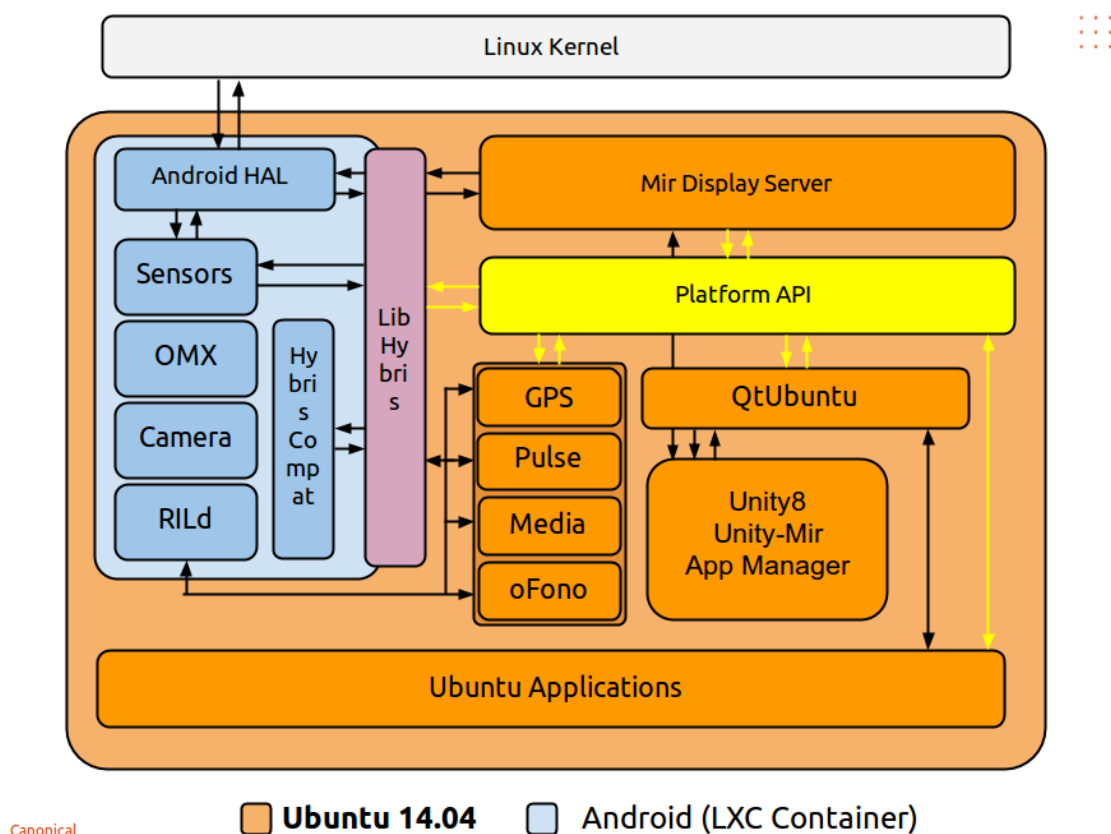 Linux Kernel
Android HAL
Mir Display Server
Sensors
Platform API
Lib
Hy
bri
s
OMX
Hy
bri
s
Co
mp
at
GPS
QtUbuntu
Camera
Pulse
RILd
Media
Unity8
Unity-Mir
App Manager
oFono
Ubuntu Applications
Ubuntu 14.04
Android (LXC Container)
Canonical